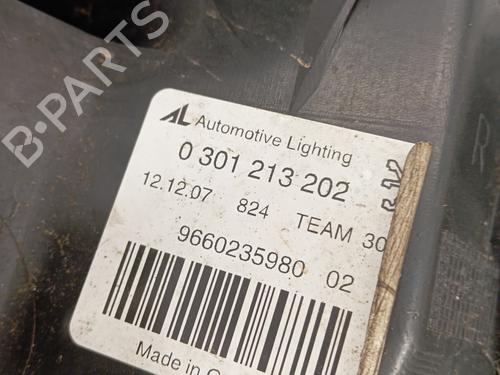 B-PARTS
AL Automotive Lighting
0 301 213 202
12.12.07 824 TEAM 30
9660235980 02
Made in
R